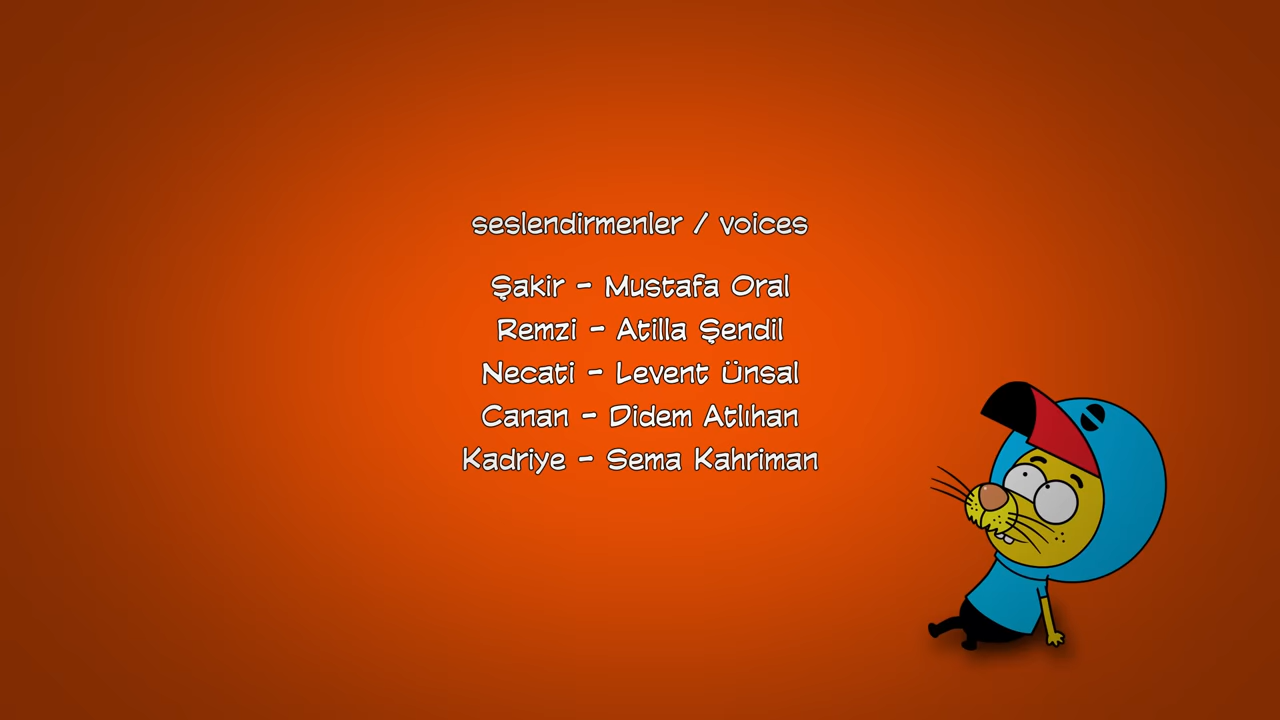 seslendirmenler / voices
Şakir - Mustafa Oral
Remzi - Atilla Şendil
Necati - Levent Ünsal
Canan - Didem Atlıhan
Kadriye - Sema Kahriman